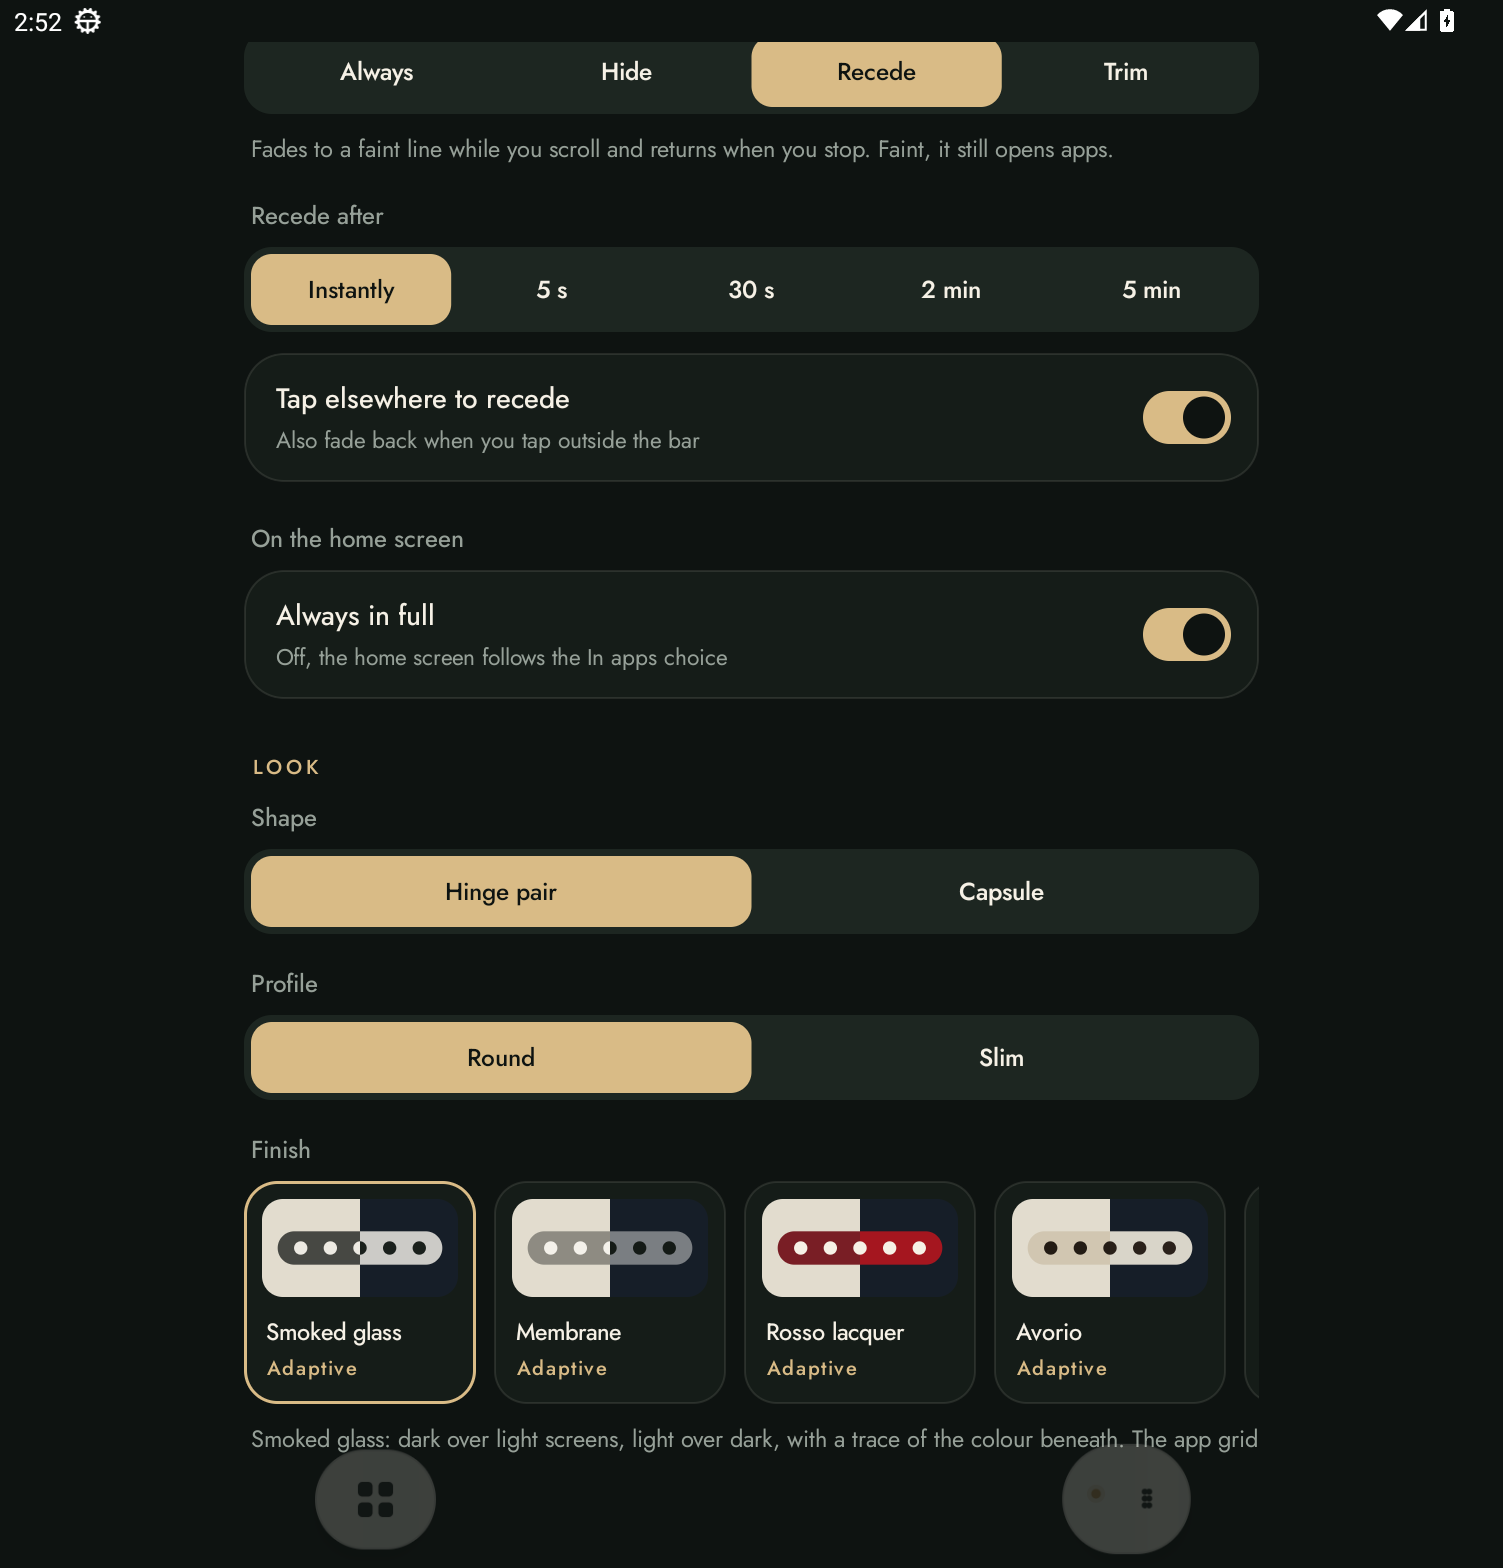 2:52
Always Hide Recede Trim
Fades to a faint line while you scroll and returns when you stop. Faint, it still opens apps.
Recede after
Instantly 5 s 30 s 2 min 5 min
Tap elsewhere to recede
Also fade back when you tap outside the bar
On the home screen
Always in full
Off, the home screen follows the In apps choice
LOOK
Shape
Hinge pair Capsule
Profile
Round Slim
Finish
Smoked glass Membrane Rosso lacquer Avorio
Adaptive Adaptive Adaptive Adaptive
Smoked glass: dark over light screens, light over dark, with a trace of the colour beneath. The app grid